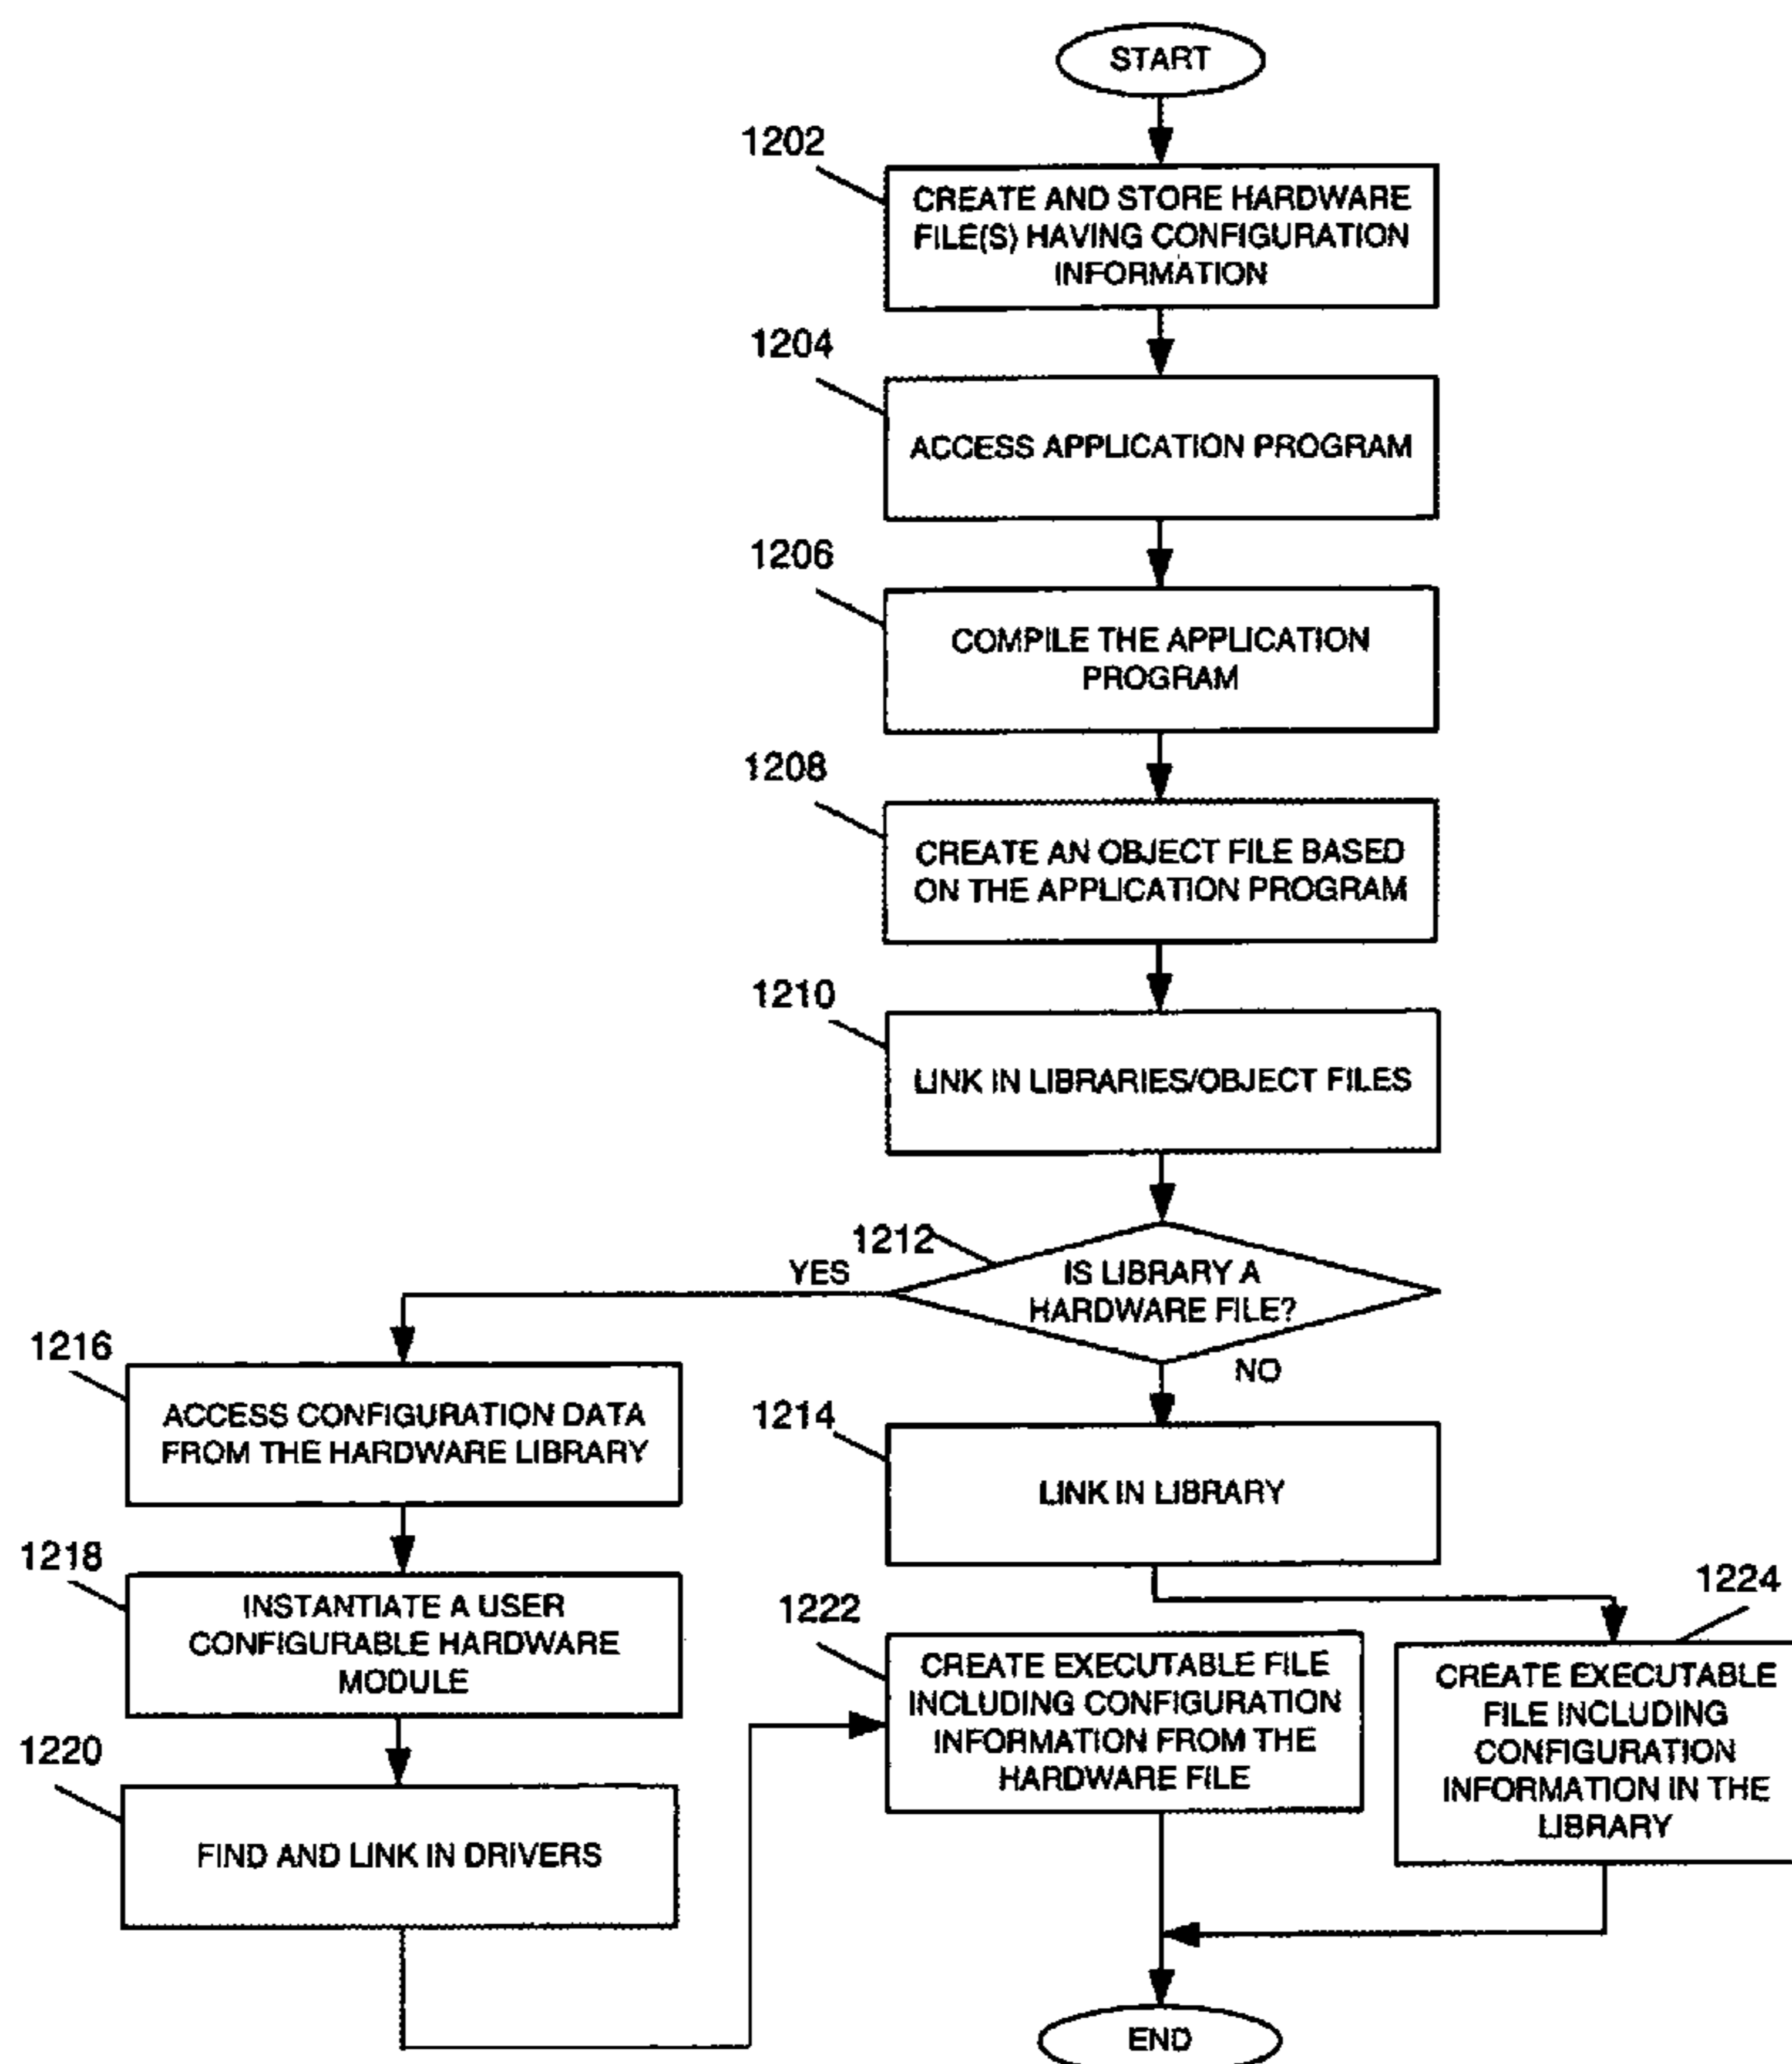 START
1202
CREATE AND STORE HARDWARE
FILE(S) HAVING CONFIGURATION
INFORMATION
1204
ACCESS APPLICATION PROGRAM
1206
COMPILE THE APPLICATION
PROGRAM
1208
CREATE AN OBJECT FILE BASED
ON THE APPLICATION PROGRAM
1210
LINK IN LIBRARIES/OBJECT FILES
1212
IS LIBRARY A
HARDWARE FILE?
YES
NO
1216
ACCESS CONFIGURATION DATA
FROM THE HARDWARE LIBRARY
1214
LINK IN LIBRARY
1218
INSTANTIATE A USER
CONFIGURABLE HARDWARE
MODULE
1222
CREATE EXECUTABLE FILE
INCLUDING CONFIGURATION
INFORMATION FROM THE
HARDWARE FILE
1224
CREATE EXECUTABLE
FILE INCLUDING
CONFIGURATION
INFORMATION IN THE
LIBRARY
1220
FIND AND LINK IN DRIVERS
END